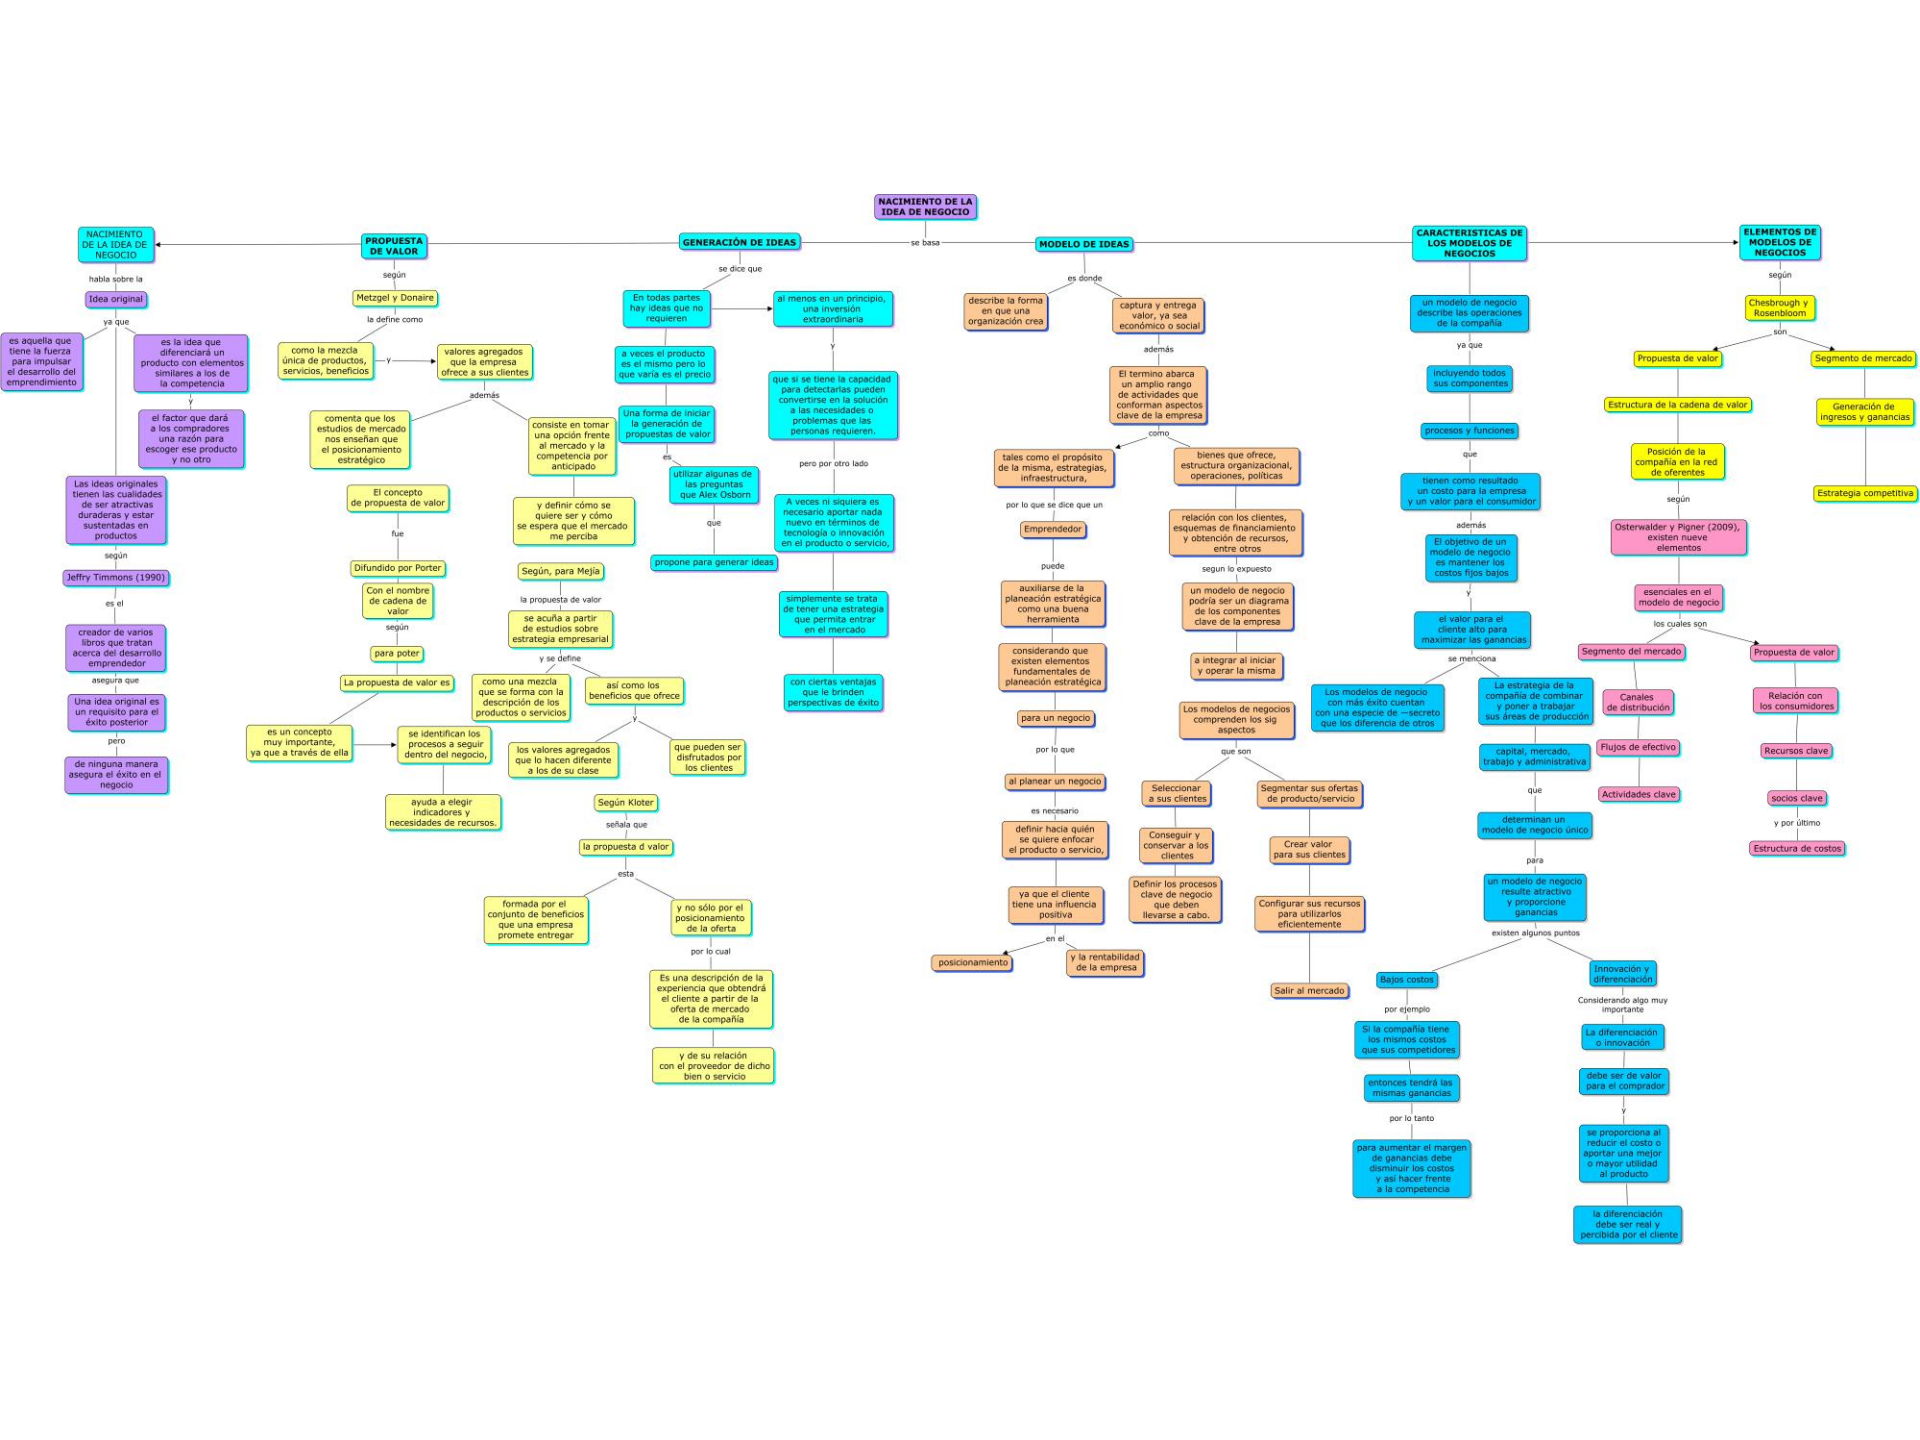 NACIMIENTO DE LA
IDEA DE NEGOCIO
se basa
NACIMIENTO
DE LA IDEA DE
NEGOCIO
habla sobre la
Idea original
ya que
es aquella que
tiene la fuerza
para impulsar
el desarrollo del
emprendimiento
es la idea que
diferenciará un
producto con elementos
similares a los de
la competencia
y
el factor que dará
a los compradores
una razón para
escoger ese producto
y no otro
Las ideas originales
tienen las cualidades
de ser atractivas
duraderas y estar
sustentadas en
productos
según
Jeffry Timmons (1990)
es el
creador de varios
libros que tratan
acerca del desarrollo
emprendedor
asegura que
Una idea original es
un requisito para el
éxito posterior
pero
de ninguna manera
asegura el éxito en el
negocio
PROPUESTA
DE VALOR
según
Metzgel y Donaire
la define como
como la mezcla
única de productos,
servicios, beneficios
y
valores agregados
que la empresa
ofrece a sus clientes
además
comenta que los
estudios de mercado
nos enseñan que
el posicionamiento
estratégico
consiste en tomar
una opción frente
al mercado y la
competencia por
anticipado
y definir cómo se
quiere ser y cómo
se espera que el mercado
me perciba
El concepto
de propuesta de valor
fue
Difundido por Porter
Con el nombre
de cadena de
valor
según
para poter
La propuesta de valor es
es un concepto
muy importante,
ya que a través de ella
se identifican los
procesos a seguir
dentro del negocio,
ayuda a elegir
indicadores y
necesidades de recursos.
Según, para Mejía
la propuesta de valor
se acuña a partir
de estudios sobre
estrategia empresarial
y se define
como una mezcla
que se forma con la
descripción de los
productos o servicios
así como los
beneficios que ofrece
y
los valores agregados
que lo hacen diferente
a los de su clase
que pueden ser
disfrutados por
los clientes
Según Kloter
señala que
la propuesta d valor
esta
formada por el
conjunto de beneficios
que una empresa
promete entregar
y no sólo por el
posicionamiento
de la oferta
por lo cual
Es una descripción de la
experiencia que obtendrá
el cliente a partir de la
oferta de mercado
de la compañía
y de su relación
con el proveedor de dicho
bien o servicio
GENERACIÓN DE IDEAS
se dice que
En todas partes
hay ideas que no
requieren
al menos en un principio,
una inversión
extraordinaria
a veces el producto
es el mismo pero lo
que varía es el precio
Una forma de iniciar
la generación de
propuestas de valor
es
utilizar algunas de
las preguntas
que Alex Osborn
que
propone para generar ideas
y
que si se tiene la capacidad
para detectarlas pueden
convertirse en la solución
a las necesidades o
problemas que las
personas requieren.
pero por otro lado
A veces ni siquiera es
necesario aportar nada
nuevo en términos de
tecnología o innovación
en el producto o servicio,
simplemente se trata
de tener una estrategia
que permita entrar
en el mercado
con ciertas ventajas
que le brinden
perspectivas de éxito
MODELO DE IDEAS
es donde
describe la forma
en que una
organización crea
captura y entrega
valor, ya sea
económico o social
además
El termino abarca
un amplio rango
de actividades que
conforman aspectos
clave de la empresa
como
tales como el propósito
de la misma, estrategias,
infraestructura,
por lo que se dice que un
Emprendedor
puede
auxiliarse de la
planeación estratégica
como una buena
herramienta
considerando que
existen elementos
fundamentales de
planeación estratégica
para un negocio
por lo que
al planear un negocio
es necesario
definir hacia quién
se quiere enfocar
el producto o servicio,
ya que el cliente
tiene una influencia
positiva
en el
posicionamiento
y la rentabilidad
de la empresa
bienes que ofrece,
estructura organizacional,
operaciones, políticas
relación con los clientes,
esquemas de financiamiento
y obtención de recursos,
entre otros
segun lo expuesto
un modelo de negocio
podría ser un diagrama
de los componentes
clave de la empresa
a integrar al iniciar
y operar la misma
Los modelos de negocios
comprenden los sig
aspectos
que son
Seleccionar
a sus clientes
Conseguir y
conservar a los
clientes
Definir los procesos
clave de negocio
que deben
llevarse a cabo.
Segmentar sus ofertas
de producto/servicio
Crear valor
para sus clientes
Configurar sus recursos
para utilizarlos
eficientemente
Salir al mercado
CARACTERISTICAS DE
LOS MODELOS DE
NEGOCIOS
un modelo de negocio
describe las operaciones
de la compañía
ya que
incluyendo todos
sus componentes
procesos y funciones
que
tienen como resultado
un costo para la empresa
y un valor para el consumidor
además
El objetivo de un
modelo de negocio
es mantener los
costos fijos bajos
y
el valor para el
cliente alto para
maximizar las ganancias
se menciona
Los modelos de negocio
con más éxito cuentan
con una especie de —secreto
que los diferencia de otros
La estrategia de la
compañía de combinar
y poner a trabajar
sus áreas de producción
capital, mercado,
trabajo y administrativa
que
determinan un
modelo de negocio único
para
un modelo de negocio
resulte atractivo
y proporcione
ganancias
existen algunos puntos
Bajos costos
por ejemplo
Si la compañía tiene
los mismos costos
que sus competidores
entonces tendrá las
mismas ganancias
por lo tanto
para aumentar el margen
de ganancias debe
disminuir los costos
y así hacer frente
a la competencia
Innovación y
diferenciación
Considerando algo muy
importante
La diferenciación
o innovación
debe ser de valor
para el comprador
y
se proporciona al
reducir el costo o
aportar una mejor
o mayor utilidad
al producto
la diferenciación
debe ser real y
percibida por el cliente
ELEMENTOS DE
MODELOS DE
NEGOCIOS
según
Chesbrough y
Rosenbloom
son
Propuesta de valor
Estructura de la cadena de valor
Posición de la
compañía en la red
de oferentes
según
Osterwalder y Pigner (2009),
existen nueve
elementos
esenciales en el
modelo de negocio
los cuales son
Segmento del mercado
Canales
de distribución
Flujos de efectivo
Actividades clave
Propuesta de valor
Relación con
los consumidores
Recursos clave
socios clave
y por último
Estructura de costos
Segmento de mercado
Generación de
ingresos y ganancias
Estrategia competitiva